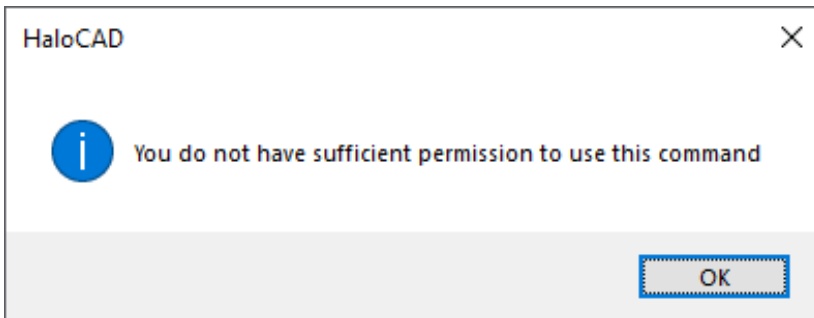 HaloCAD
You do not have sufficient permission to use this command
OK